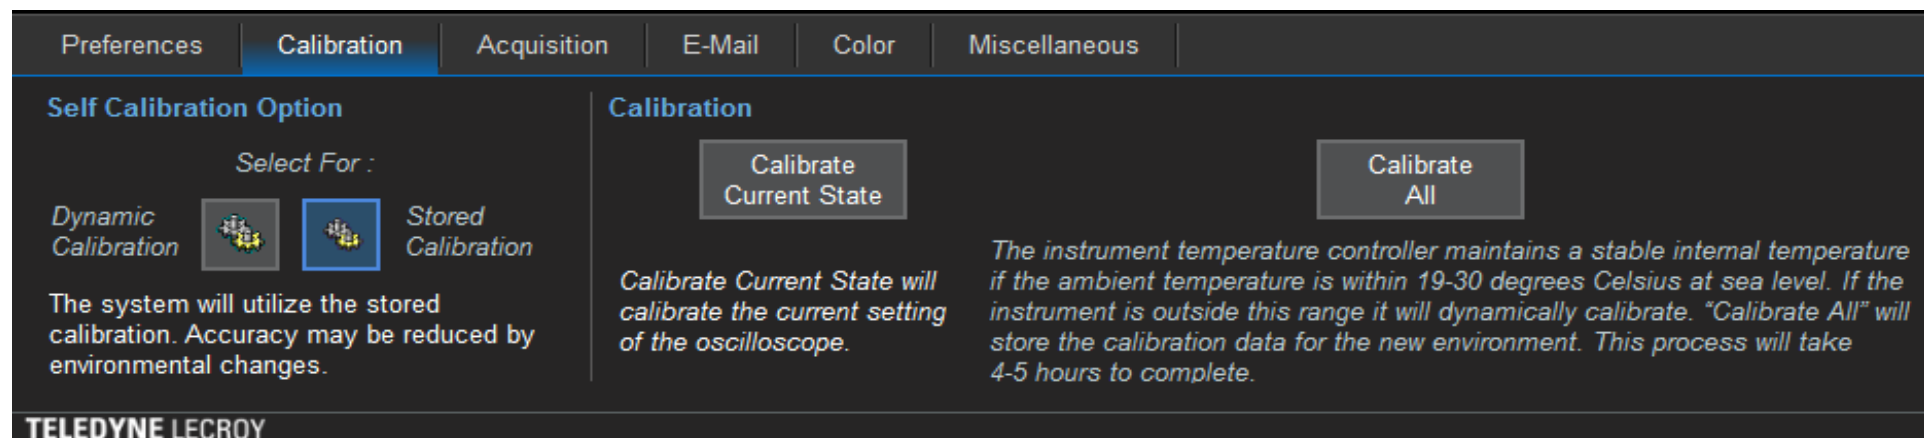 Preferences Calibration Acquisition E-Mail Color Miscellaneous
Self Calibration Option
Select For :
Dynamic
Calibration
Stored
Calibration
The system will utilize the stored
calibration. Accuracy may be reduced by
environmental changes.
Calibration
Calibrate
Current State
Calibrate Current State will
calibrate the current setting
of the oscilloscope.
Calibrate
All
The instrument temperature controller maintains a stable internal temperature
if the ambient temperature is within 19-30 degrees Celsius at sea level. If the
instrument is outside this range it will dynamically calibrate. “Calibrate All” will
store the calibration data for the new environment. This process will take
4-5 hours to complete.
TELEDYNE LECROY